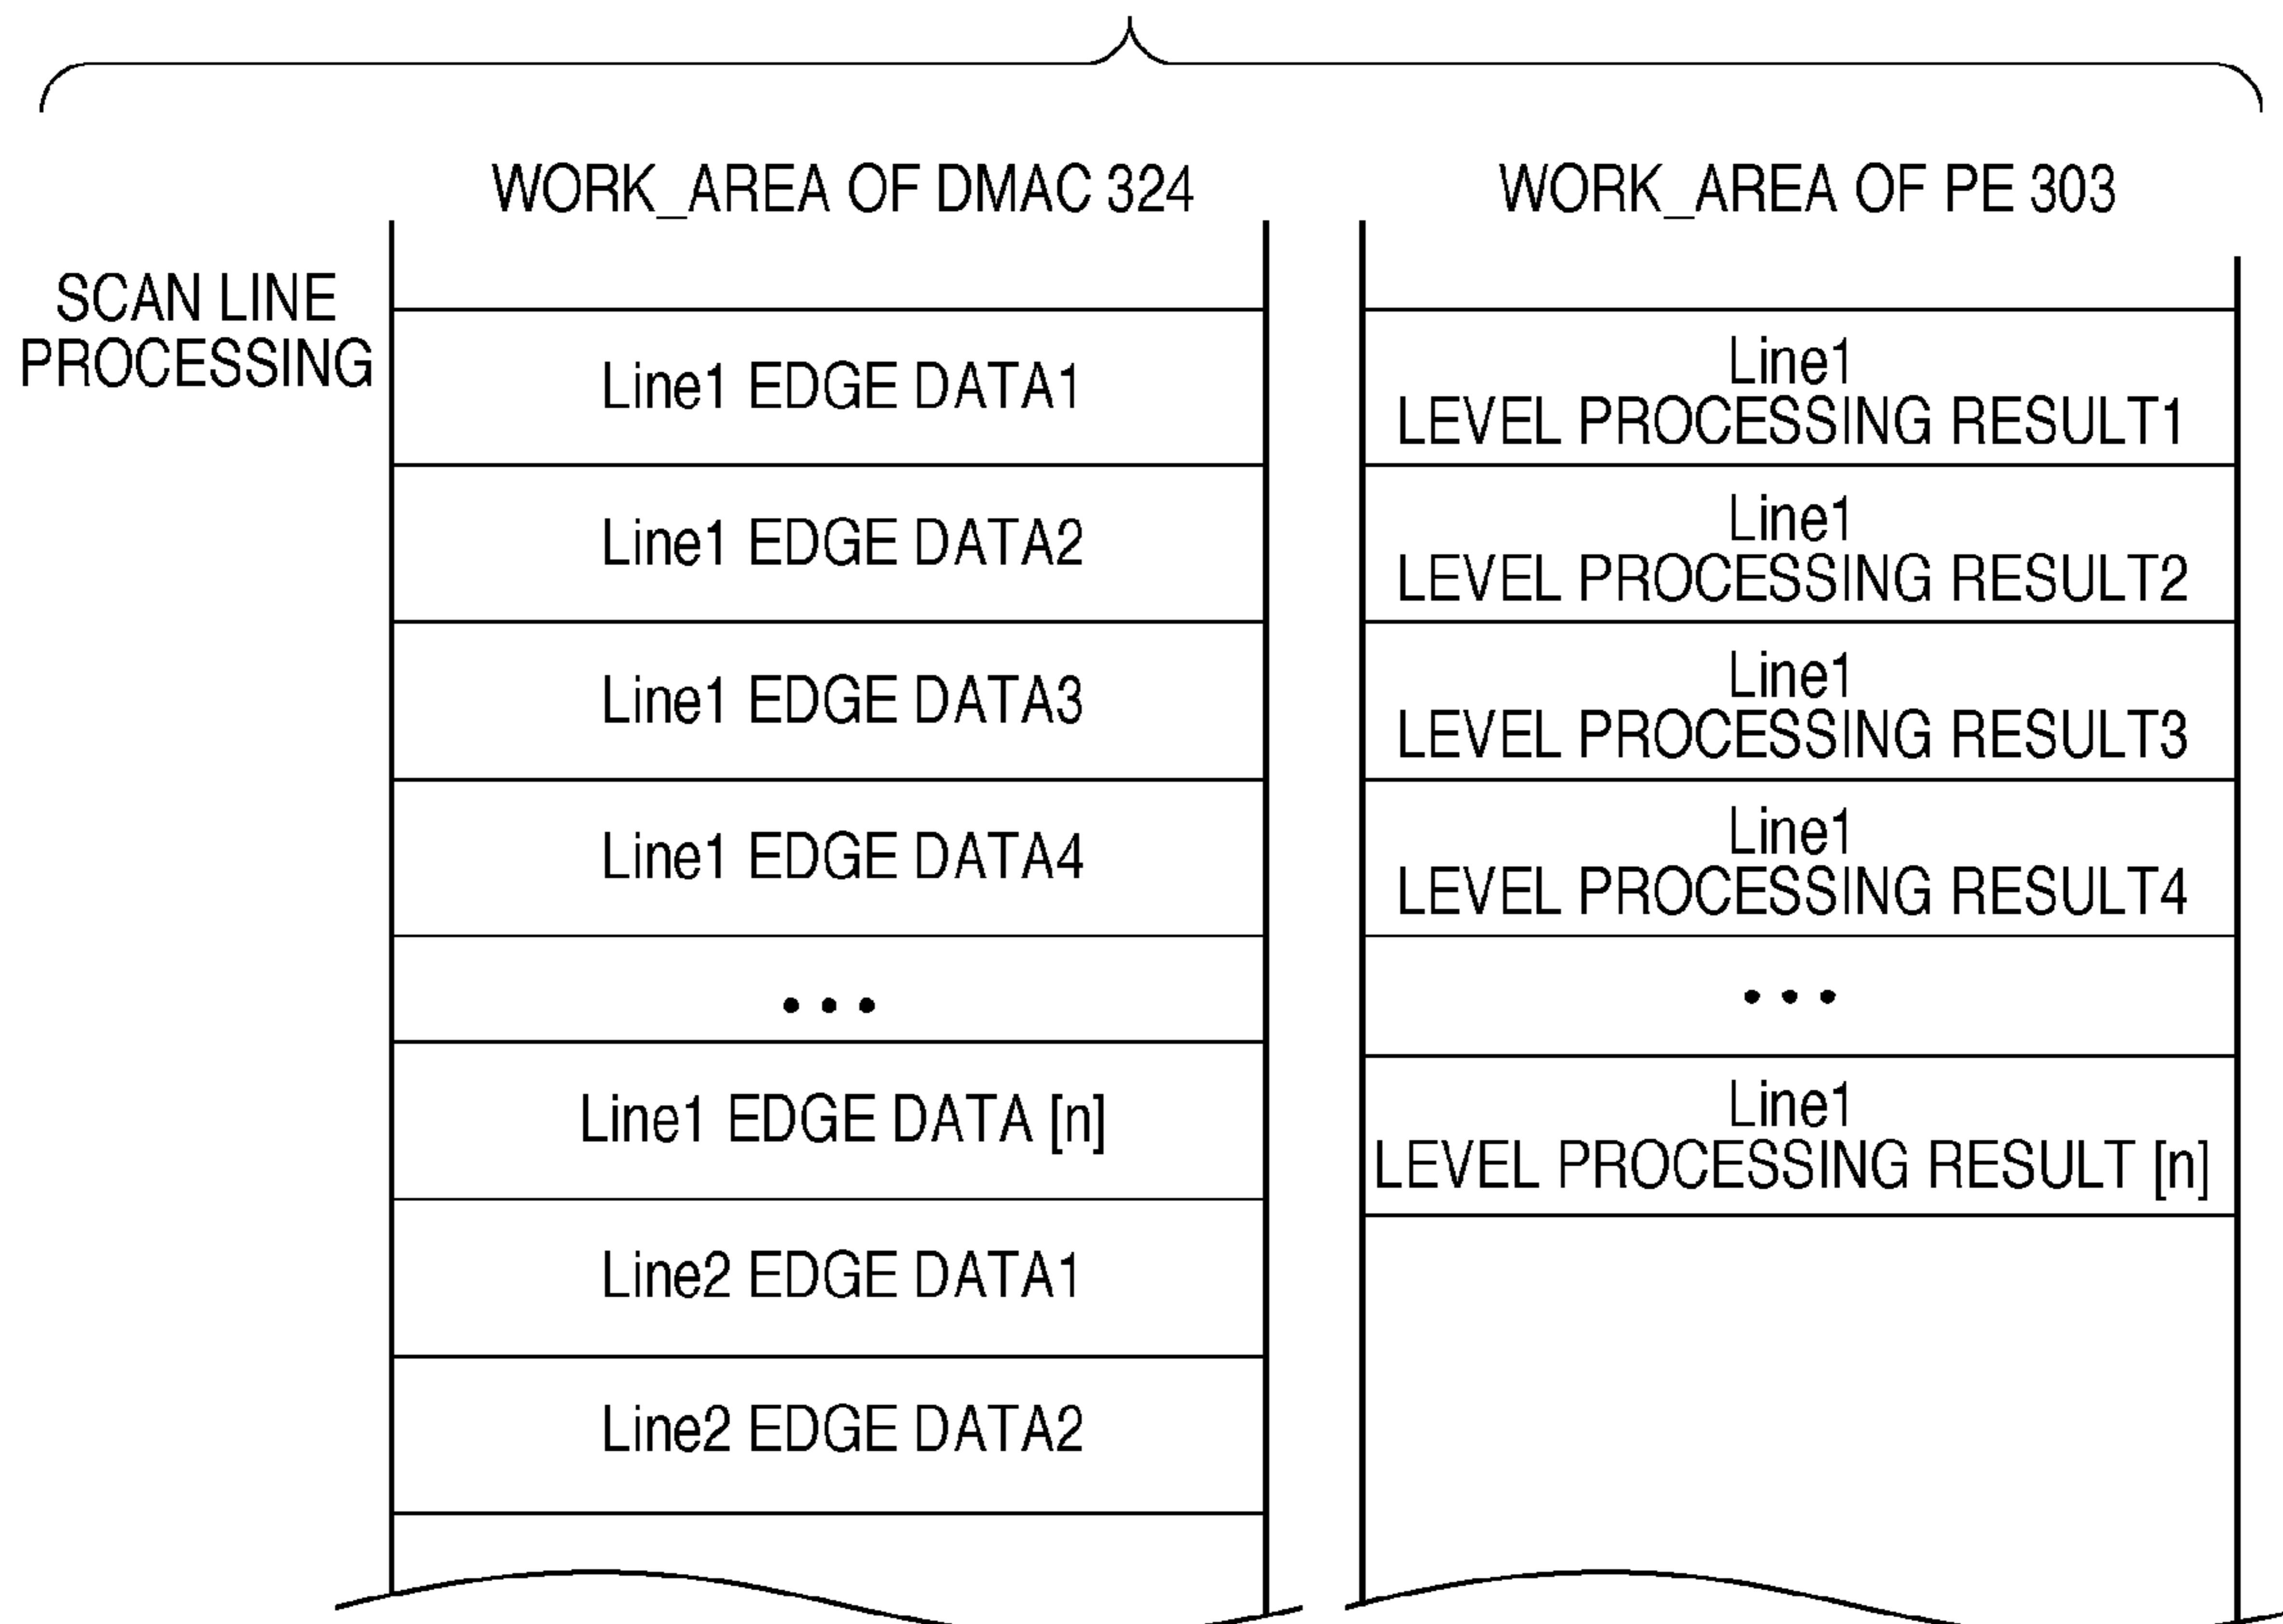 WORK_AREA OF DMAC 324
WORK_AREA OF PE 303
SCAN LINE
PROCESSING
Line1 EDGE DATA1
Line1 EDGE DATA2
Line1 EDGE DATA3
Line1 EDGE DATA4
...
Line1 EDGE DATA [n]
Line2 EDGE DATA1
Line2 EDGE DATA2
Line1
LEVEL PROCESSING RESULT1
Line1
LEVEL PROCESSING RESULT2
Line1
LEVEL PROCESSING RESULT3
Line1
LEVEL PROCESSING RESULT4
...
Line1
LEVEL PROCESSING RESULT [n]